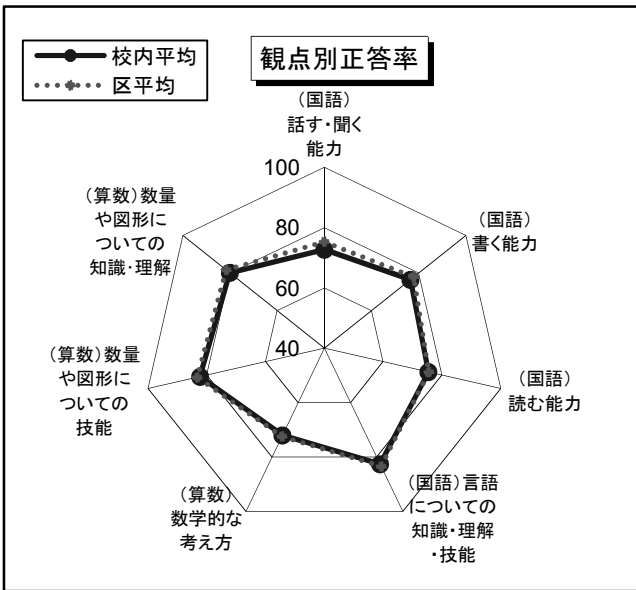 校内平均
区平均
観点別正答率
(国語)
話す・聞く
能力
100
80
60
40
(国語)
書く能力
(国語)
読む能力
(国語)言語
についての
知識・理解
・技能
(算数)
数学的な
考え方
(算数)数量
や図形に
ついての
技能
(算数)数量
や図形に
ついての
知識・理解